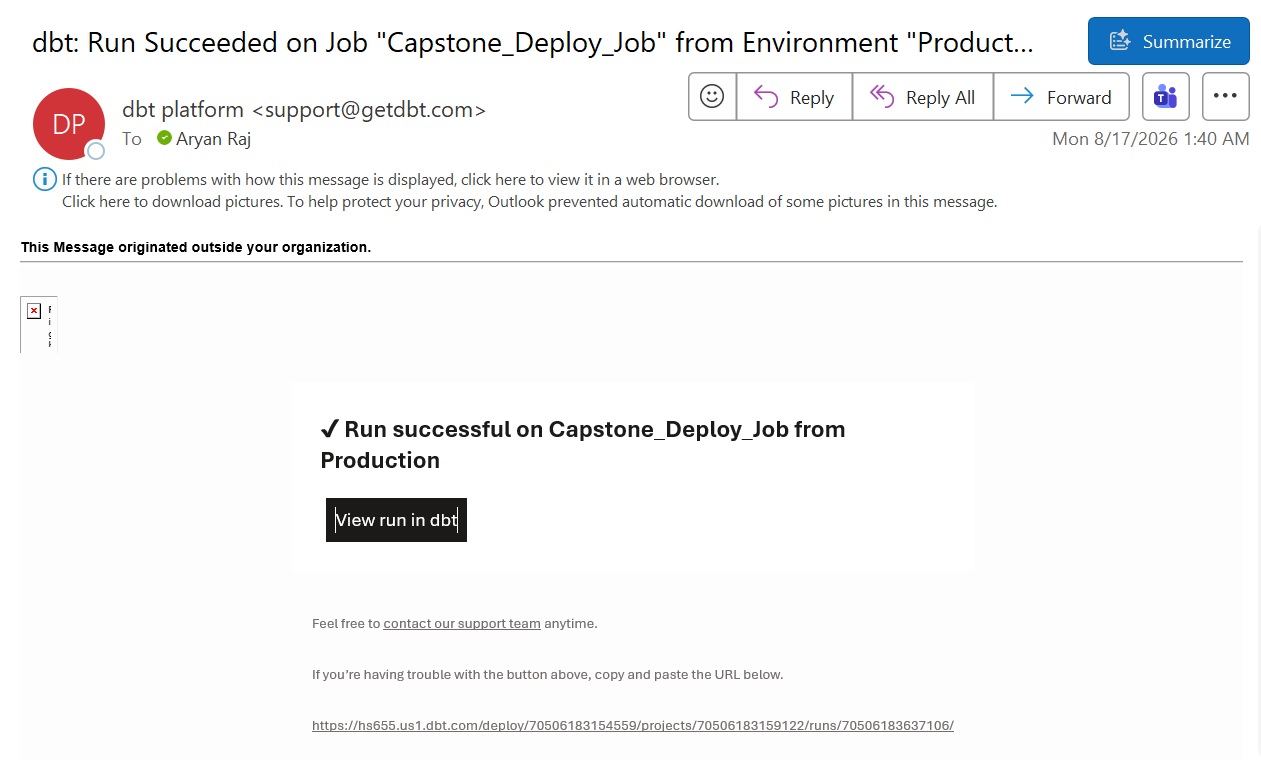 dbt: Run Succeeded on Job "Capstone_Deploy_Job" from Environment "Product...
Summarize
DP
dbt platform <support@getdbt.com>
Reply
Reply All
Forward
To Aryan Raj
Mon 8/17/2026 1:40 AM
If there are problems with how this message is displayed, click here to view it in a web browser.
Click here to download pictures. To help protect your privacy, Outlook prevented automatic download of some pictures in this message.
This Message originated outside your organization.
✓ Run successful on Capstone_Deploy_Job from
Production
View run in dbt
Feel free to contact our support team anytime.
If you’re having trouble with the button above, copy and paste the URL below.
https://hs655.us1.dbt.com/deploy/70506183154559/projects/70506183159122/runs/70506183637106/